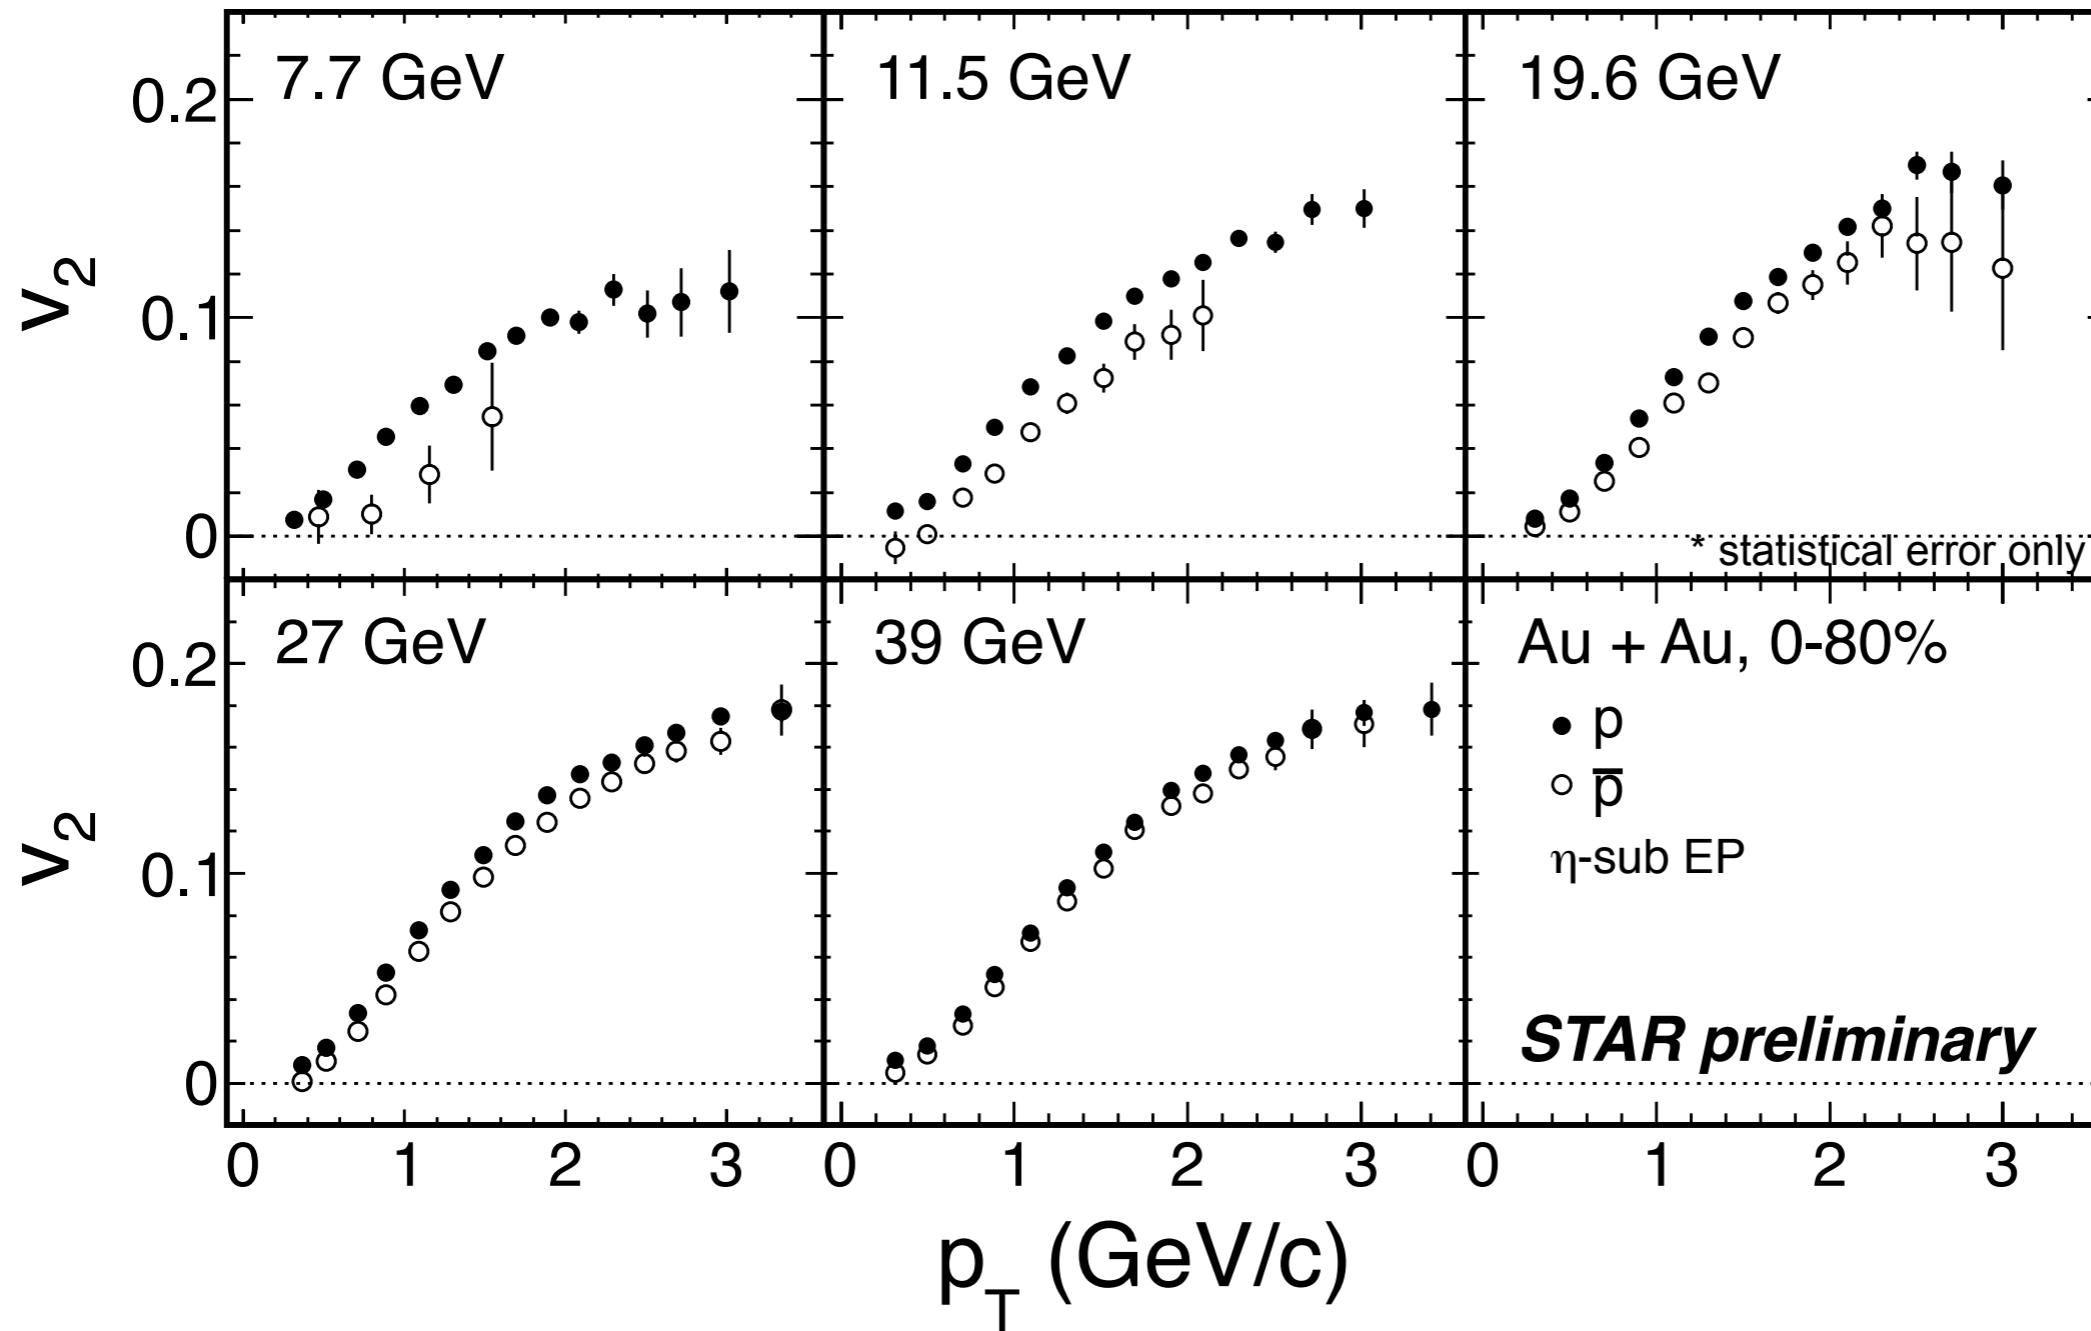 7.7 GeV
11.5 GeV
19.6 GeV
0.2
0.1
0
v2
* statistical error only
27 GeV
39 GeV
Au + Au, 0-80%
p
p̅
η-sub EP
STAR preliminary
0.2
0.1
0
v2
0 1 2 3
0 1 2 3
0 1 2 3
pT (GeV/c)